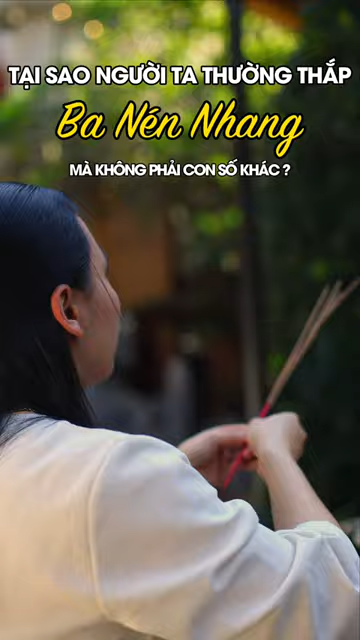 TẠI SAO NGƯỜI TA THƯỜNG THẮP
Ba Nén Nhang
MÀ KHÔNG PHẢI CON SỐ KHÁC ?